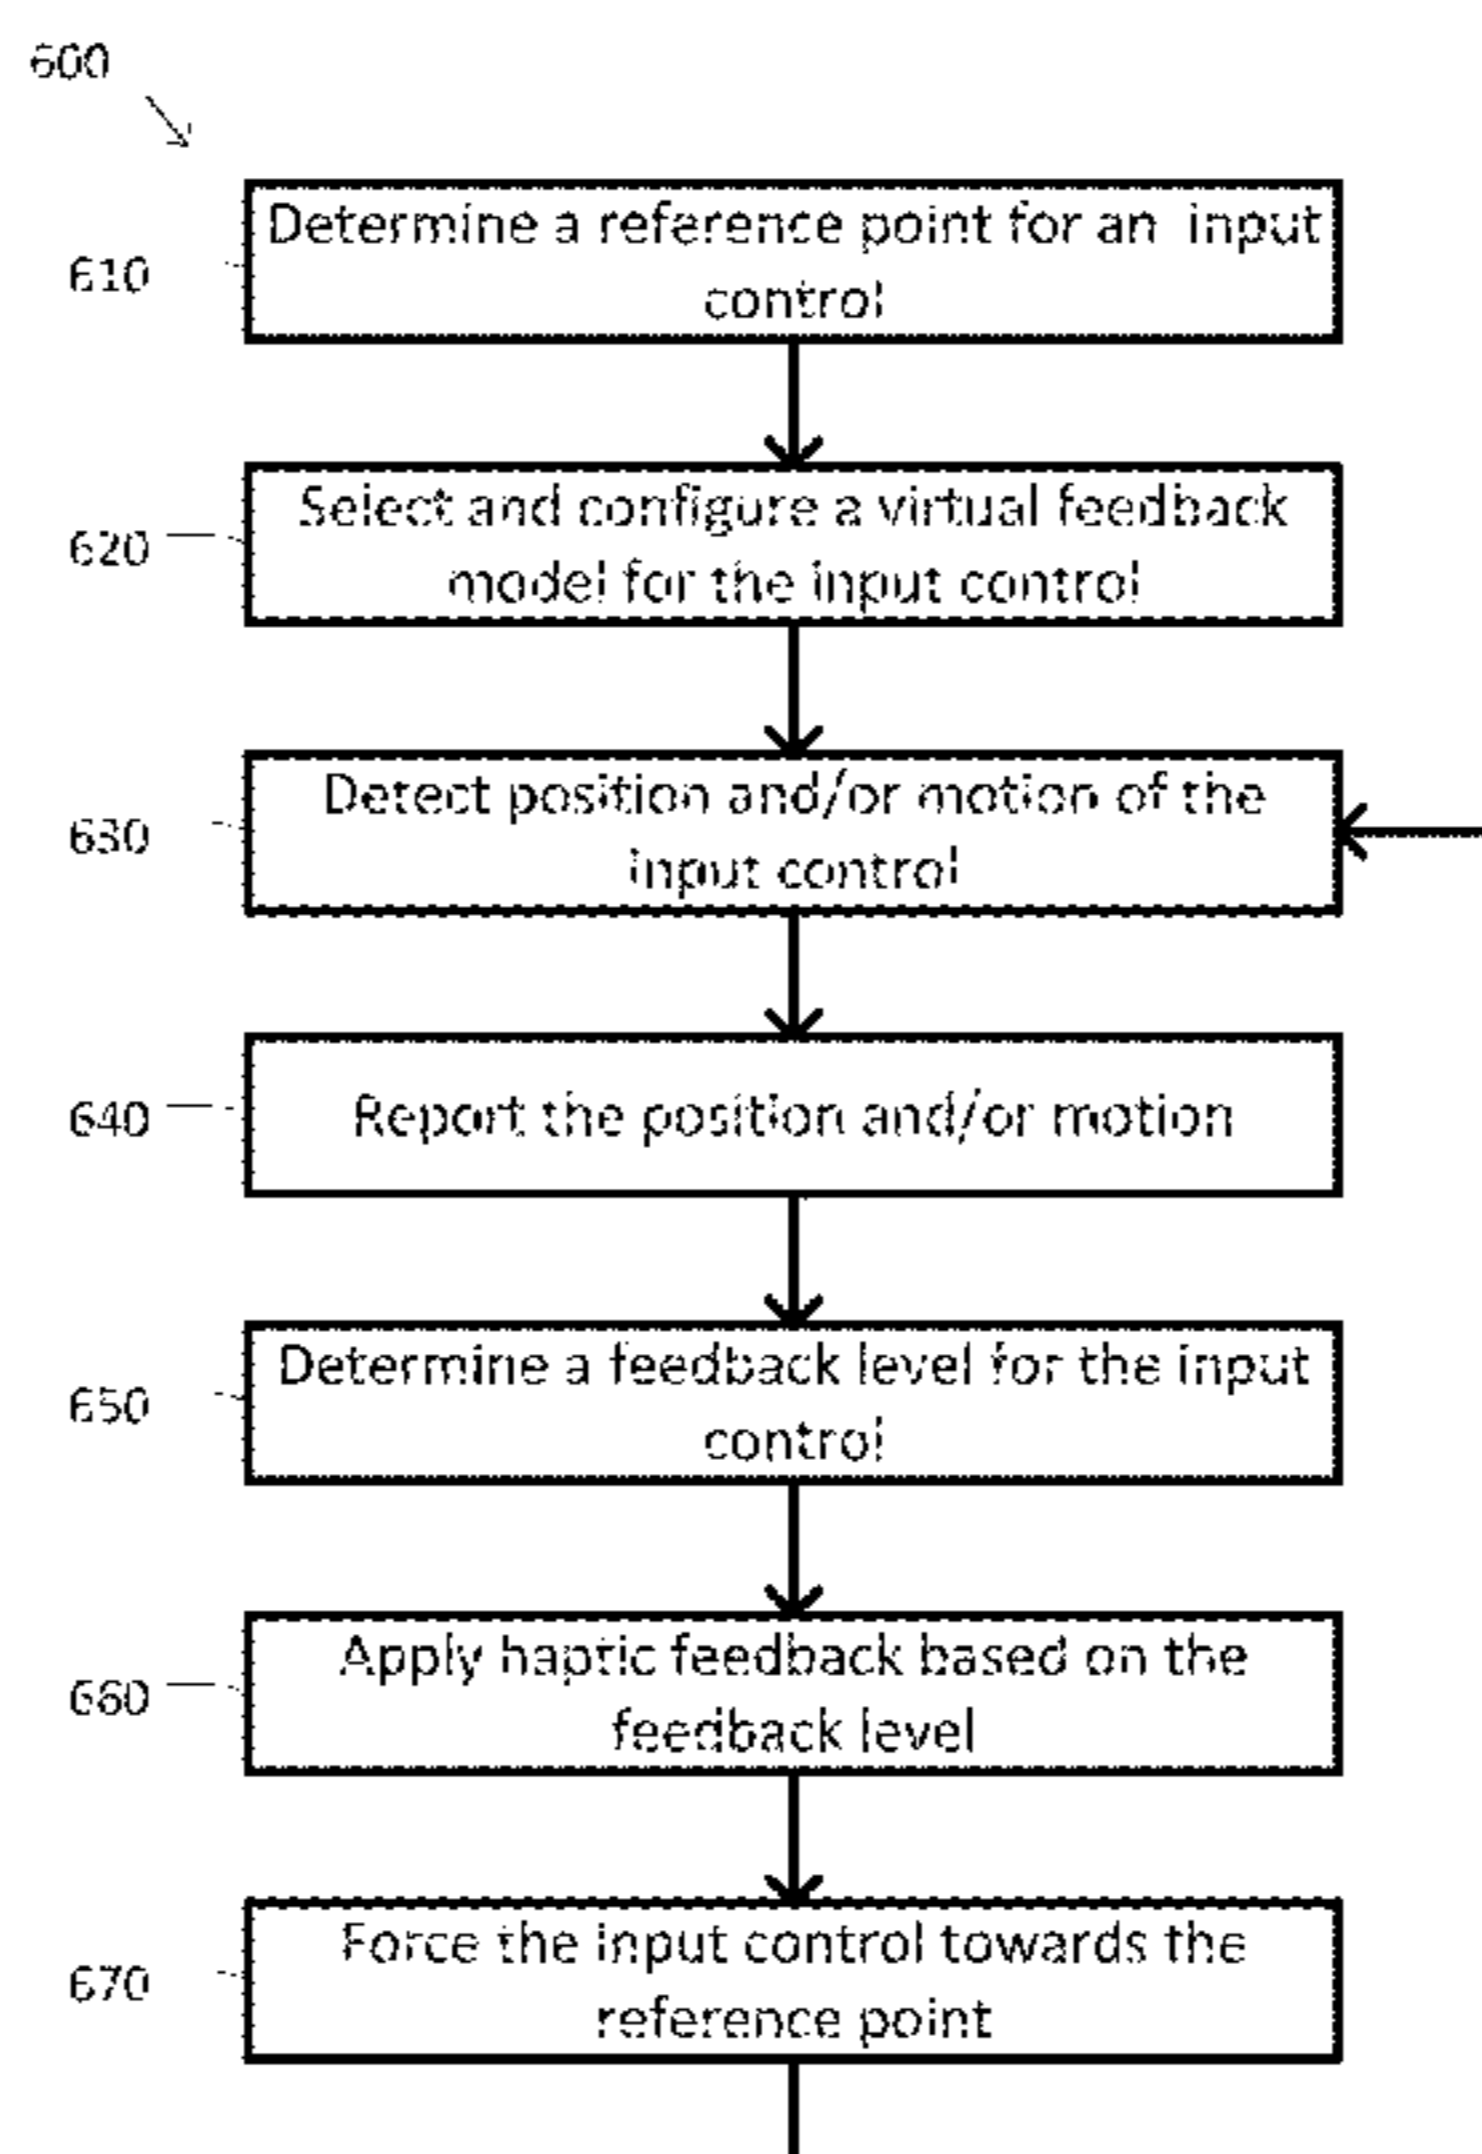 600
610
Determine a reference point for an input
control
620
Select and configure a virtual feedback
model for the input control
630
Detect position and/or motion of the
input control
640
Report the position and/or motion
650
Determine a feedback level for the input
control
660
Apply haptic feedback based on the
feedback level
670
Force the input control towards the
reference point